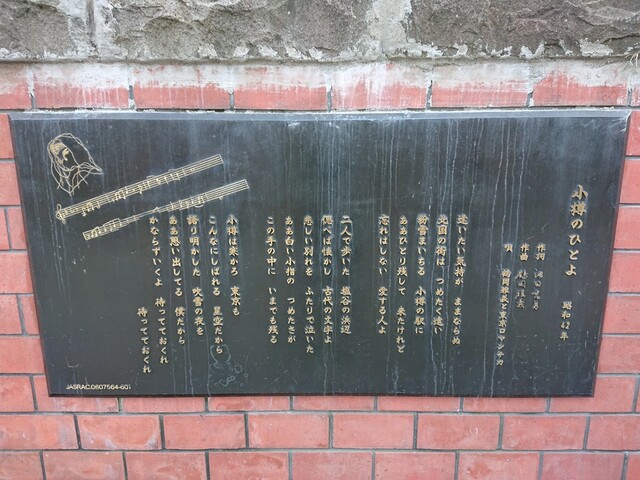 小樽のひとよ
昭和42年
作詞 池田充男
作曲 鶴岡雅義
唄 鶴岡雅義と東京ロマンチカ
逢いたい気持が ままならぬ
北国の街は つめたく遠い
粉雪まいちる 小樽の駅に
ああひとり残して 来たけれど
忘れはしない 愛する人よ
二人で歩いた 塩谷の浜辺
偲べば懐かし 古代の文字よ
悲しい別れを ふたりで泣いた
ああ白い小指の つめたさが
この手の中に いまでも残る
小樽は寒かろ 東京も
こんなにしばれる 星空だから
語り明かした 吹雪の夜を
ああ思い出してる 僕だから
かならずいくよ 待ってておくれ
待ってておくれ
JASRAC.0607564-601